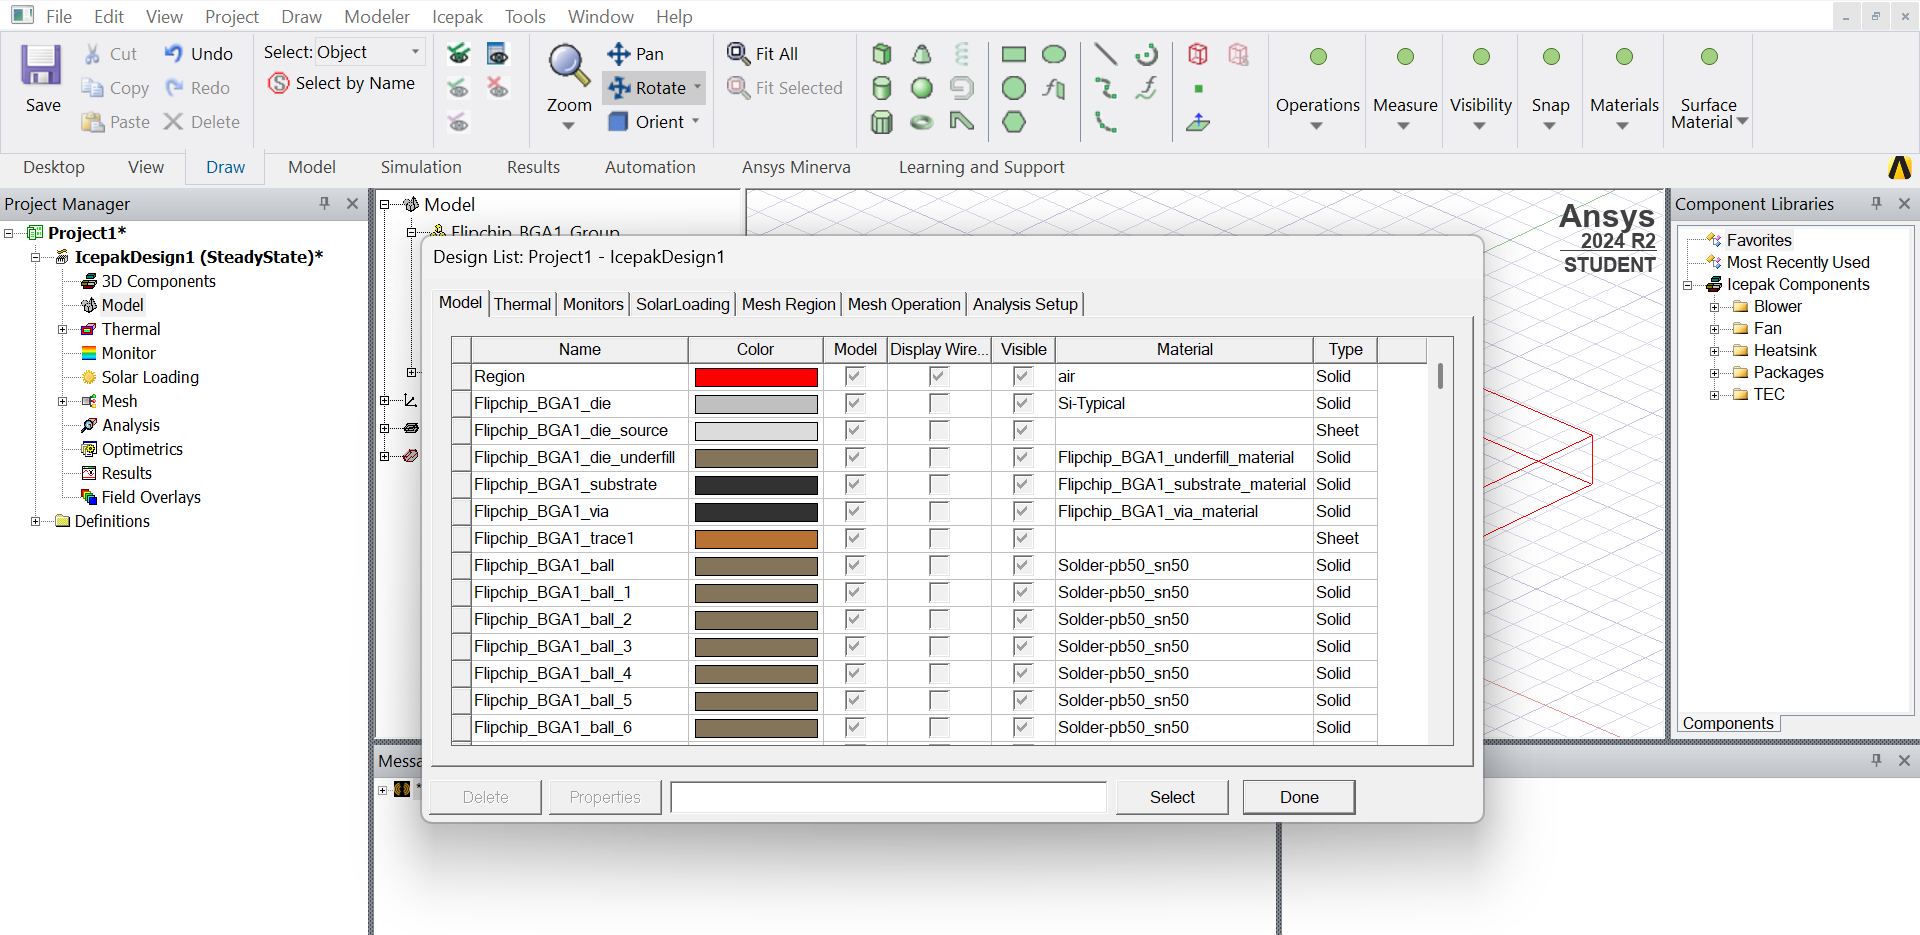 File Edit View Project Draw Modeler Icepak Tools Window Help
Save
Cut
Copy
Paste
Undo
Redo
Delete
Select: Object
Select by Name
Zoom
Pan
Rotate
Orient
Fit All
Fit Selected
Operations
Measure
Visibility
Snap
Materials
Surface
Material
Desktop View Draw Model Simulation Results Automation Ansys Minerva Learning and Support
Project Manager
Project1*
IcepakDesign1 (SteadyState)*
3D Components
Model
Thermal
Monitor
Solar Loading
Mesh
Analysis
Optimetrics
Results
Field Overlays
Definitions
Model
Flipchip_BGA1_Group
Ansys
2024 R2
STUDENT
Design List: Project1 - IcepakDesign1
Model Thermal Monitors SolarLoading Mesh Region Mesh Operation Analysis Setup
Name Color Model Display Wire... Visible Material Type
Region air Solid
Flipchip_BGA1_die Si-Typical Solid
Flipchip_BGA1_die_source Sheet
Flipchip_BGA1_die_underfill Flipchip_BGA1_underfill_material Solid
Flipchip_BGA1_substrate Flipchip_BGA1_substrate_material Solid
Flipchip_BGA1_via Flipchip_BGA1_via_material Solid
Flipchip_BGA1_trace1 Sheet
Flipchip_BGA1_ball Solder-pb50_sn50 Solid
Flipchip_BGA1_ball_1 Solder-pb50_sn50 Solid
Flipchip_BGA1_ball_2 Solder-pb50_sn50 Solid
Flipchip_BGA1_ball_3 Solder-pb50_sn50 Solid
Flipchip_BGA1_ball_4 Solder-pb50_sn50 Solid
Flipchip_BGA1_ball_5 Solder-pb50_sn50 Solid
Flipchip_BGA1_ball_6 Solder-pb50_sn50 Solid
Delete Properties Select Done
Component Libraries
Favorites
Most Recently Used
Icepak Components
Blower
Fan
Heatsink
Packages
TEC
Components
Messa